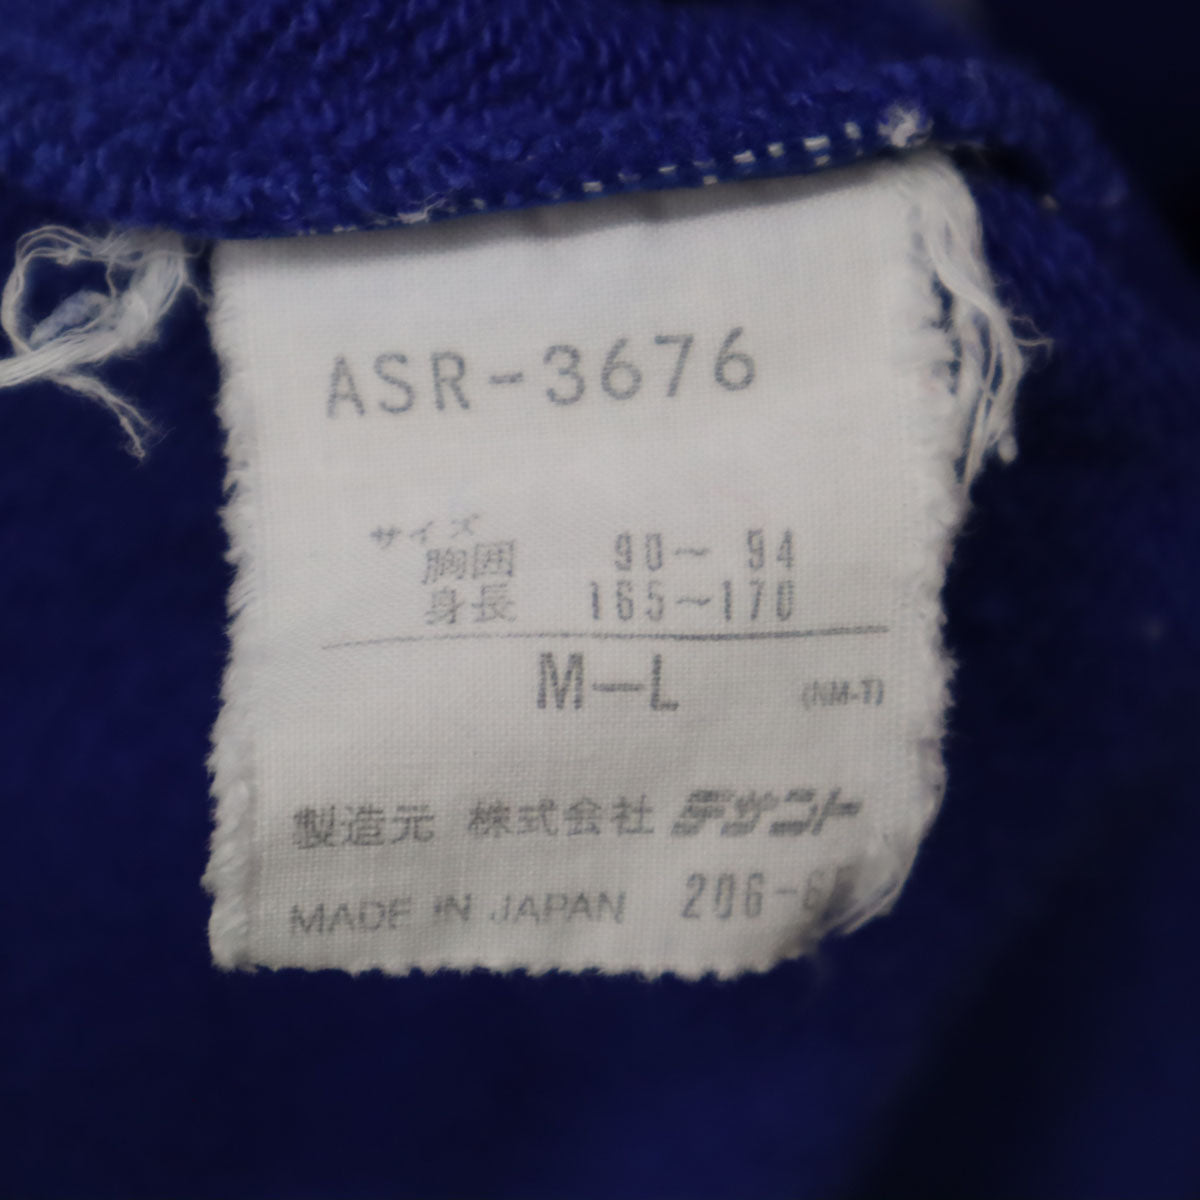 ASR-3676
サイズ
胸囲 90～ 94
身長 165～170
M—L (NM-T)
製造元 株式会社 デサント
MADE IN JAPAN